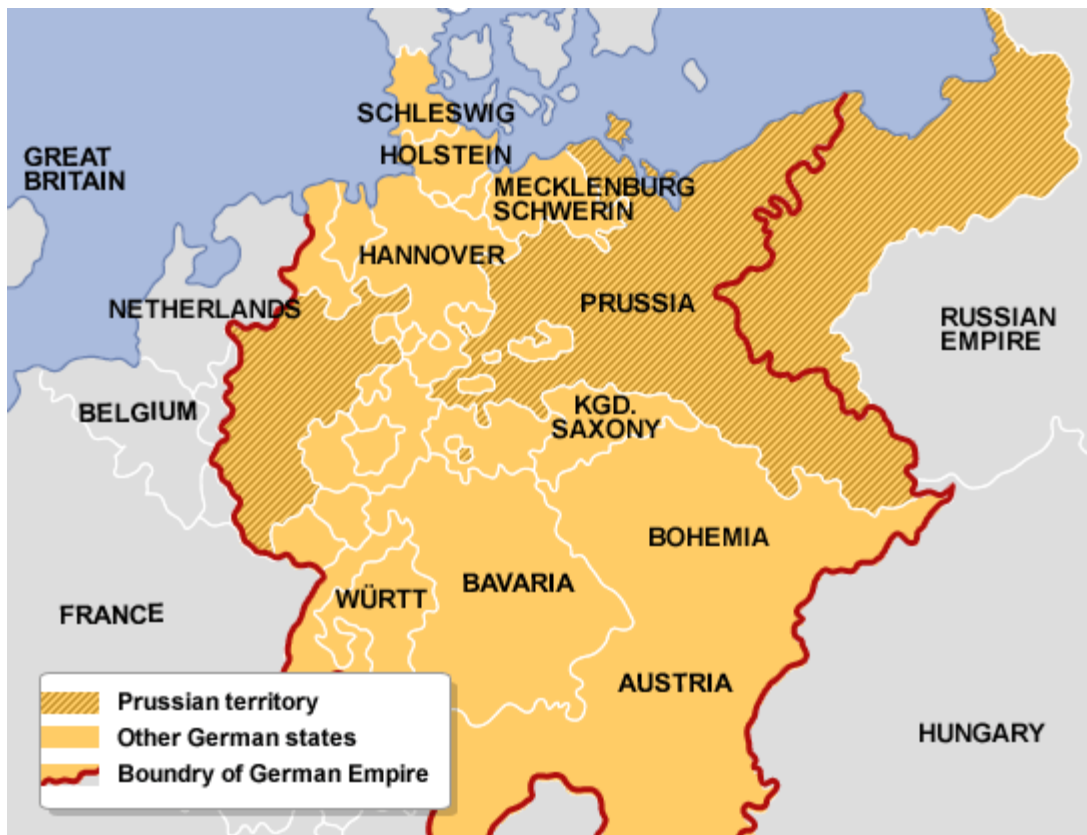 SCHLESWIG
HOLSTEIN
GREAT
BRITAIN
MECKLENBURG
SCHWERIN
HANNOVER
NETHERLANDS
PRUSSIA
RUSSIAN
EMPIRE
BELGIUM
KGD.
SAXONY
BOHEMIA
BAVARIA
WÜRTT
FRANCE
AUSTRIA
HUNGARY
Prussian territory
Other German states
Boundry of German Empire